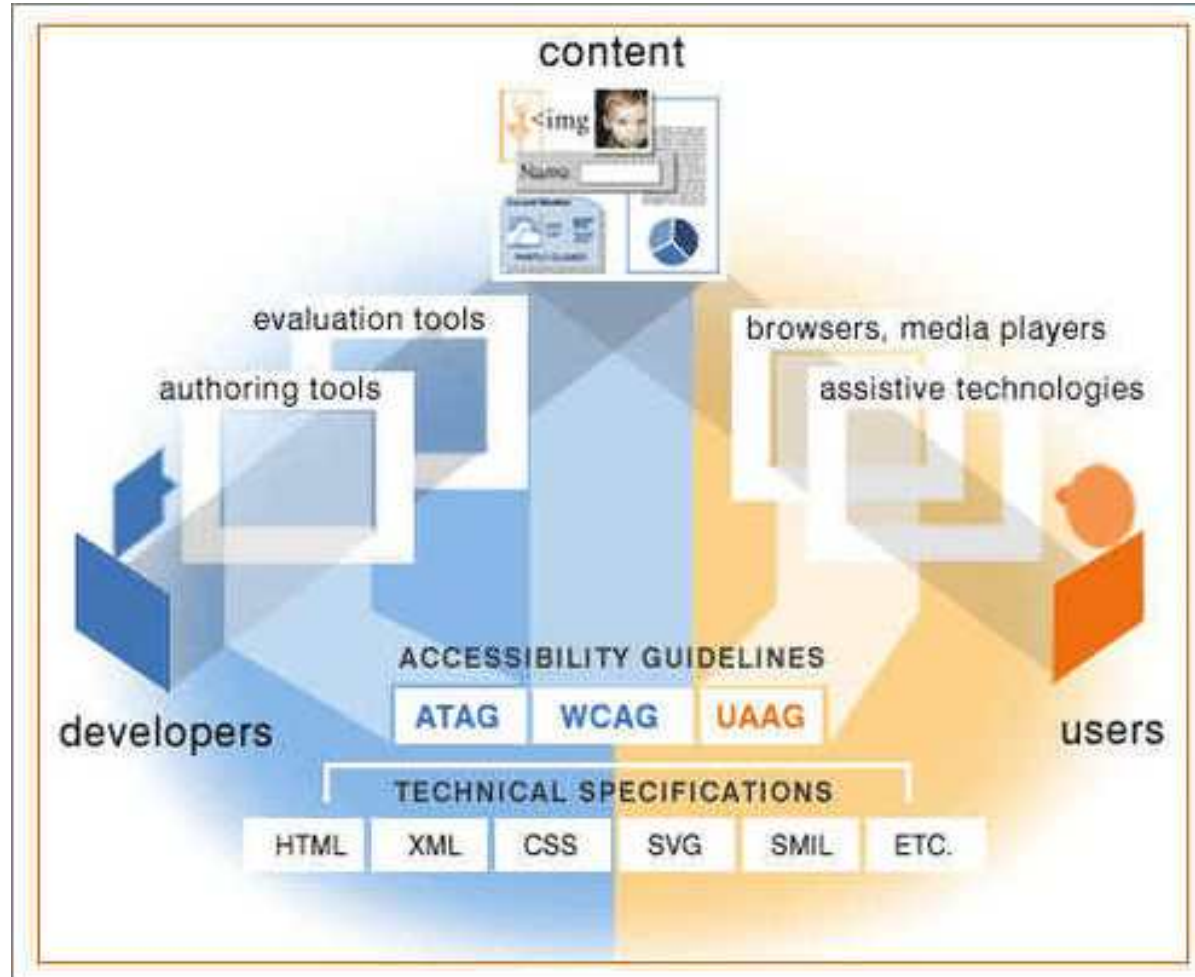 content
<img
Name
evaluation tools
authoring tools
browsers, media players
assistive technologies
developers
users
ACCESSIBILITY GUIDELINES
ATAG WCAG UAAG
TECHNICAL SPECIFICATIONS
HTML XML CSS SVG SMIL ETC.